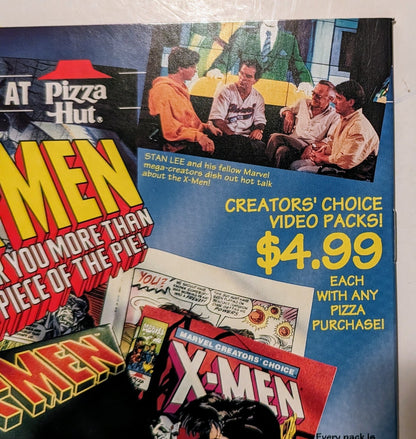 AT Pizza
Hut®
STAN LEE and his fellow Marvel
mega-creators dish out hot talk
about the X-Men!
MEN
YOU MORE THAN
PIECE OF THE PIE!
CREATORS' CHOICE
VIDEO PACKS!
$4.99
EACH
WITH ANY
PIZZA
PURCHASE!
YOU?
MARVEL CREATORS' CHOICE
X-MEN
-MEN
Every pack is